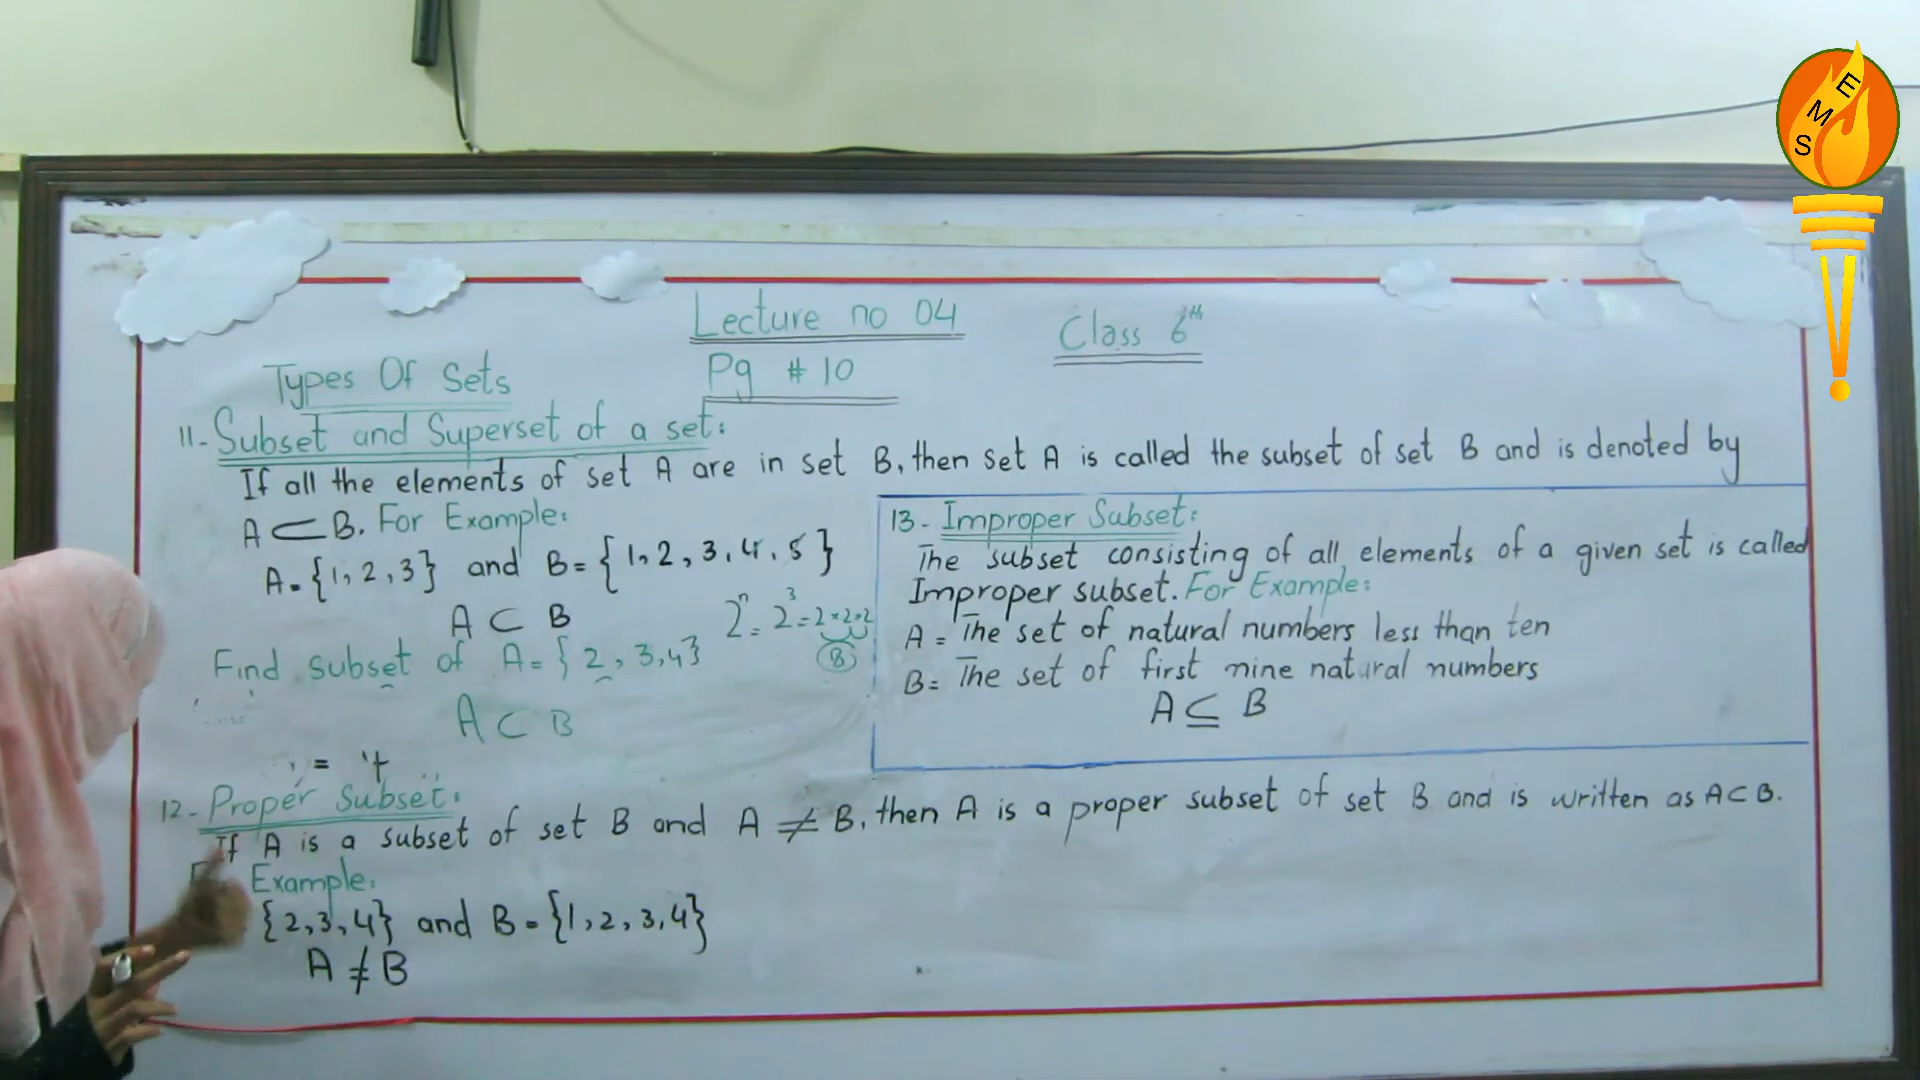 E
M
S
Lecture no 04
Class 6th
Pg # 10
Types Of Sets
11- Subset and Superset of a set:
If all the elements of set A are in set B, then set A is called the subset of set B and is denoted by
A ⊂ B. For Example:
A = {1, 2, 3} and B = {1, 2, 3, 4, 5}
A ⊂ B
2ⁿ = 2³ = 2×2×2
8
Find subset of A = {2, 3, 4}
A ⊂ B
13- Improper Subset:
The subset consisting of all elements of a given set is called
Improper subset. For Example:
A = The set of natural numbers less than ten
B = The set of first nine natural numbers
A ⊆ B
12- Proper Subset:
If A is a subset of set B and A ≠ B, then A is a proper subset of set B and is written as A ⊂ B.
Example:
{2, 3, 4} and B = {1, 2, 3, 4}
A ≠ B